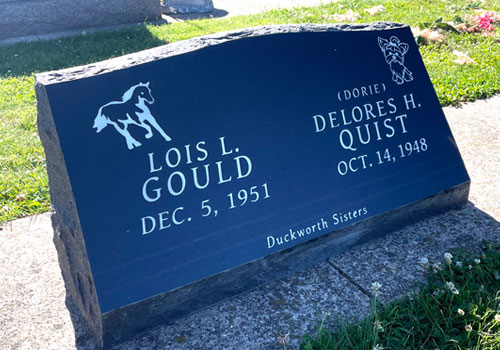 LOIS L.
GOULD
DEC. 5, 1951
(DORIE)
DELORES H.
QUIST
OCT. 14, 1948
Duckworth Sisters